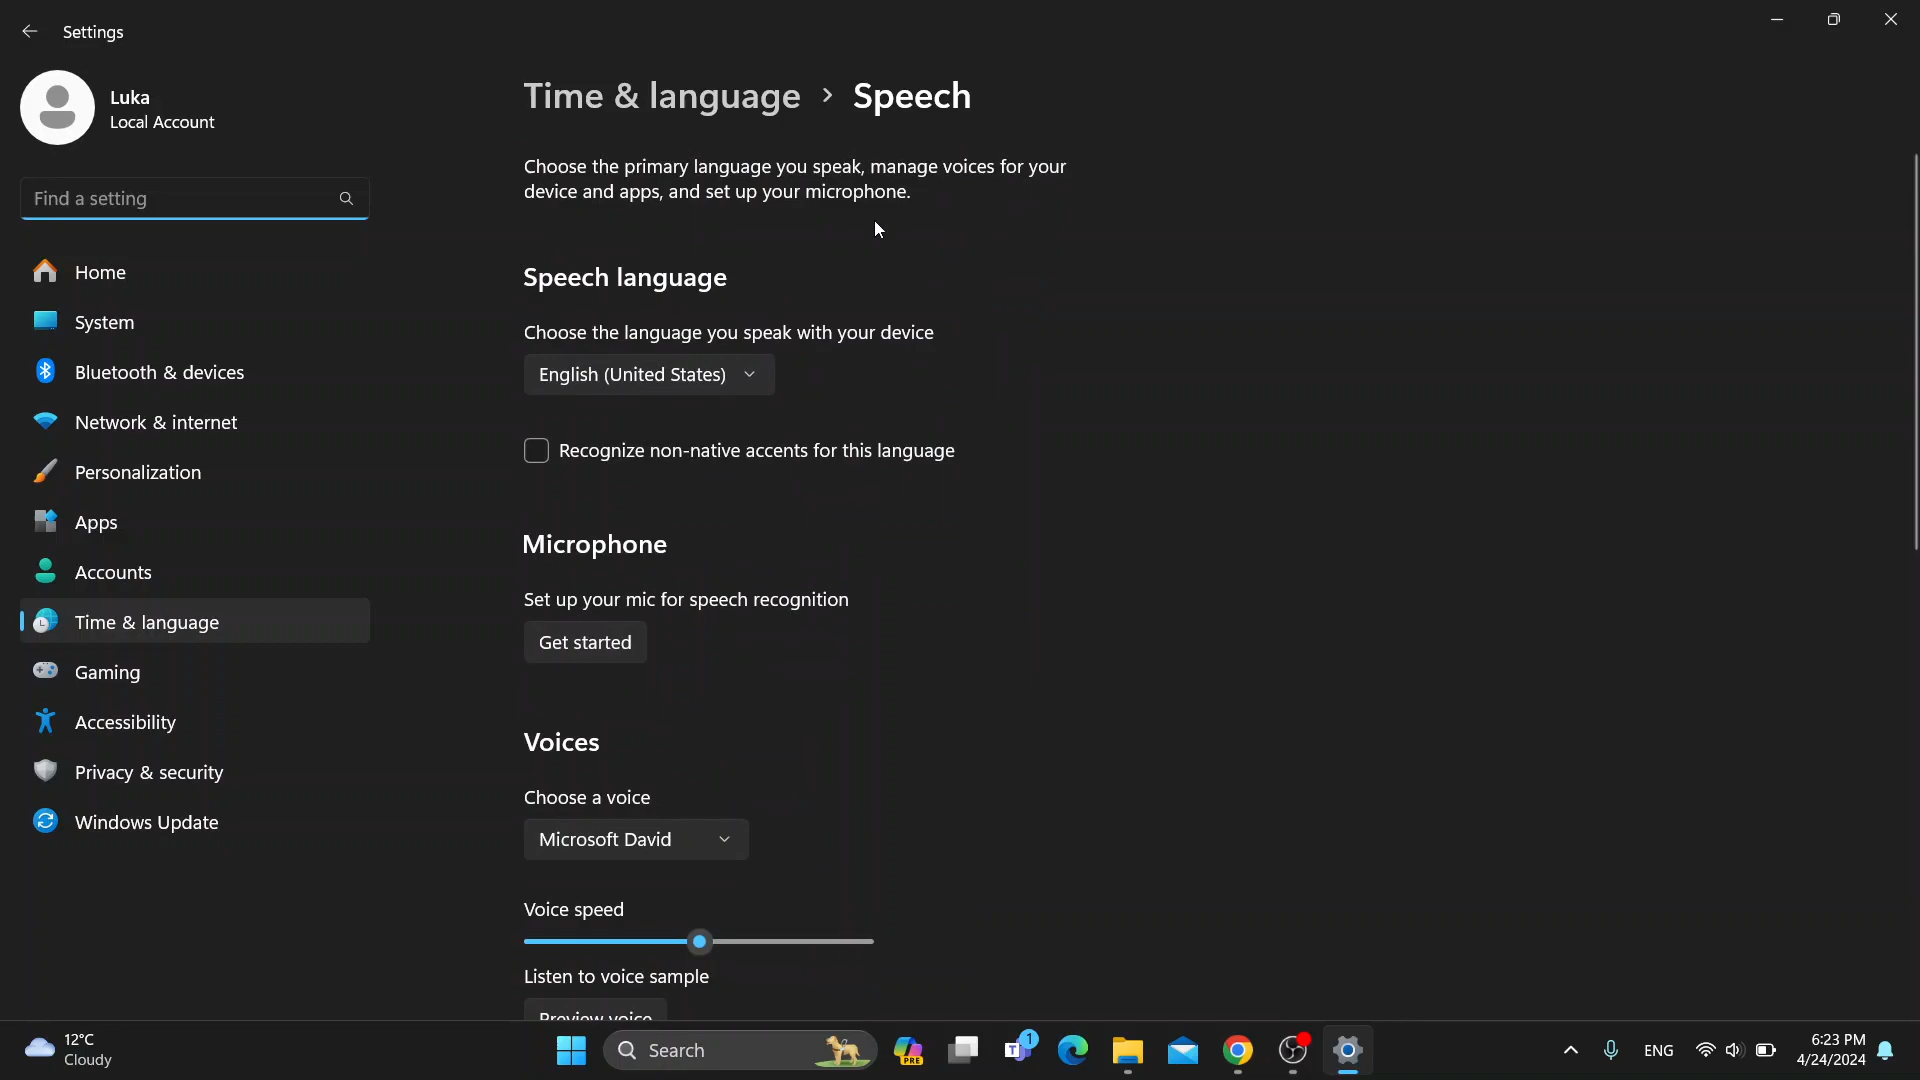 Settings
Luka
Local Account
Find a setting
Home
System
Bluetooth & devices
Network & internet
Personalization
Apps
Accounts
Time & language
Gaming
Accessibility
Privacy & security
Windows Update
Time & language > Speech
Choose the primary language you speak, manage voices for your
device and apps, and set up your microphone.
Speech language
Choose the language you speak with your device
English (United States)
Recognize non-native accents for this language
Microphone
Set up your mic for speech recognition
Get started
Voices
Choose a voice
Microsoft David
Voice speed
Listen to voice sample
Preview voice
12°C
Cloudy
Search
PRE
T
1
ENG
6:23 PM
4/24/2024